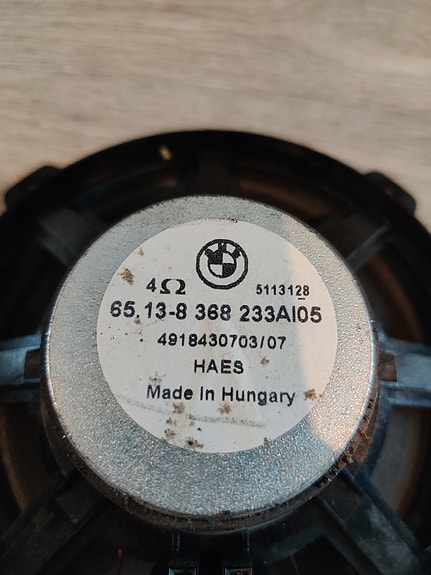 4Ω 5113128
65.13-8 368 233AI05
4918430703/07
HAES
Made In Hungary